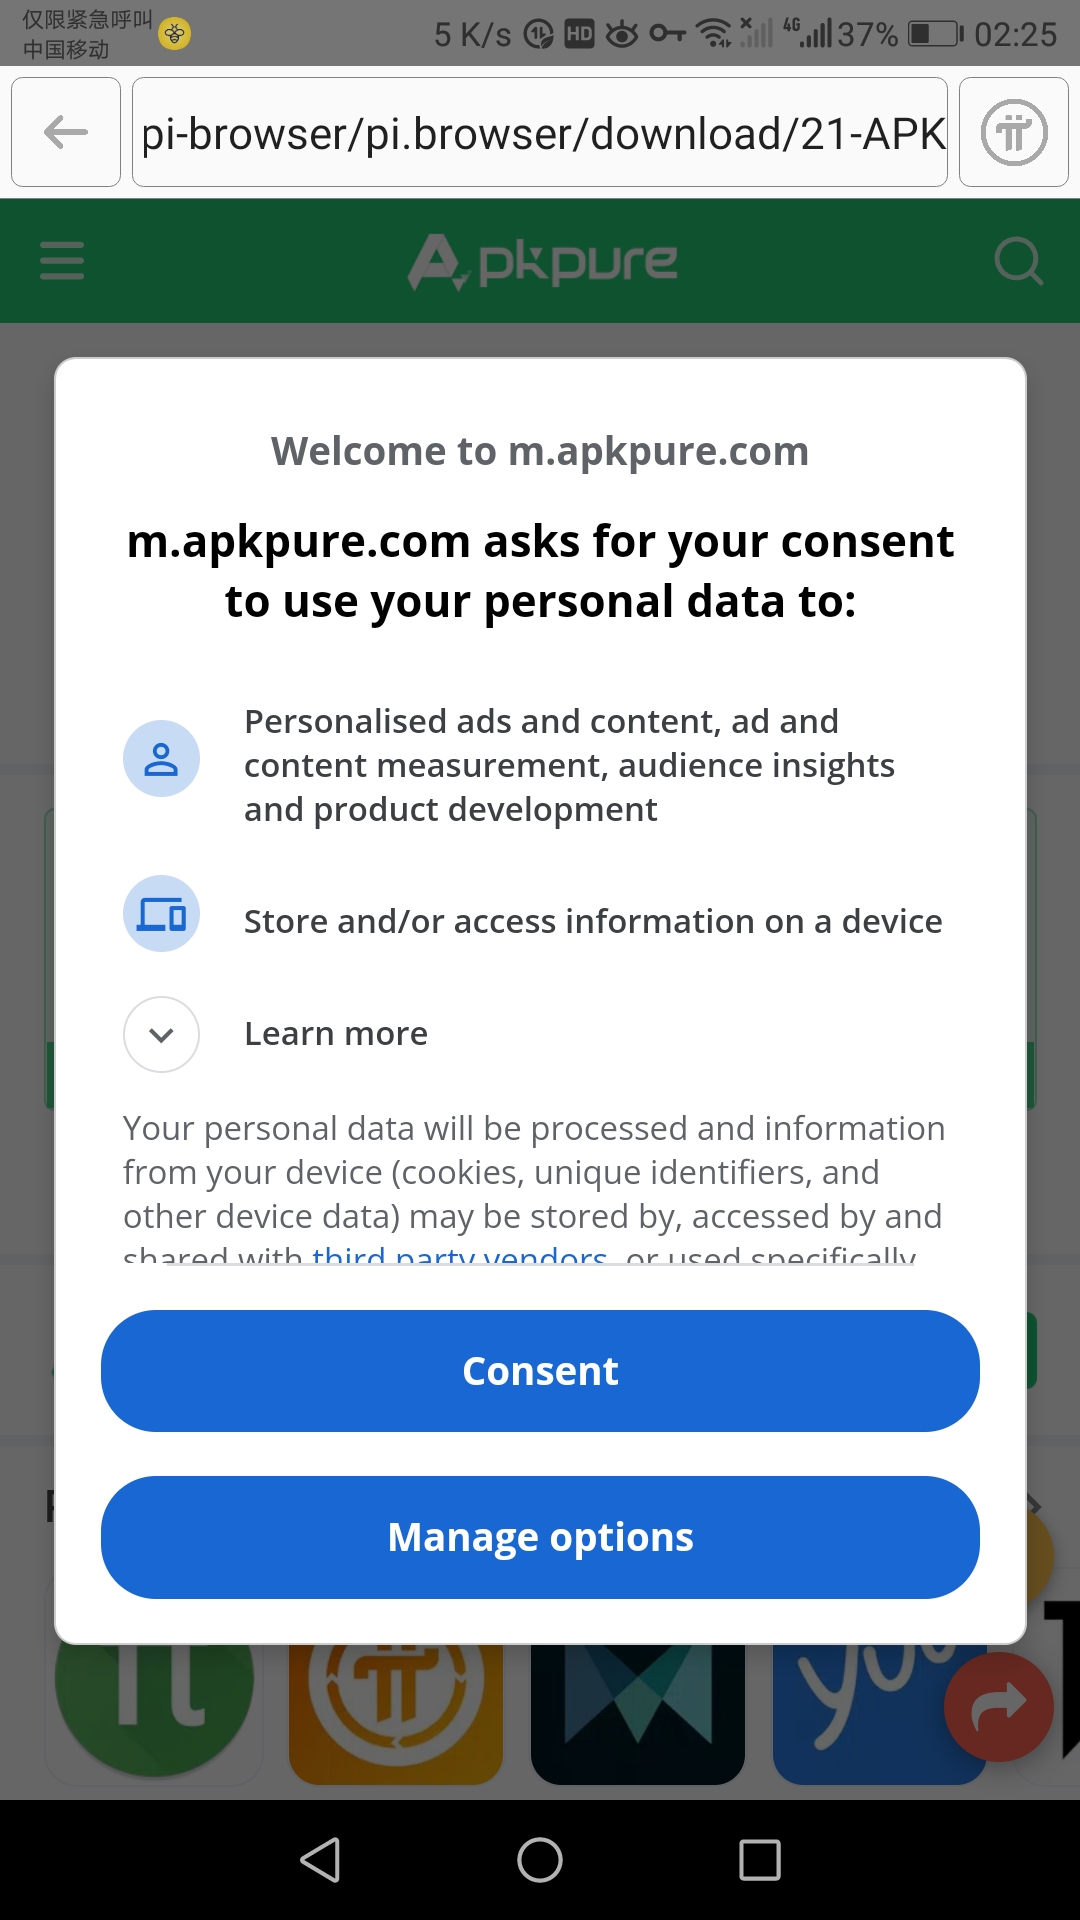 仅限紧急呼叫
中国移动
5 K/s HD 4G 37% 02:25
pi-browser/pi.browser/download/21-APK
Apkpure
Welcome to m.apkpure.com
m.apkpure.com asks for your consent
to use your personal data to:
Personalised ads and content, ad and
content measurement, audience insights
and product development
Store and/or access information on a device
Learn more
Your personal data will be processed and information
from your device (cookies, unique identifiers, and
other device data) may be stored by, accessed by and
shared with third party vendors, or used specifically
Consent
Manage options
you